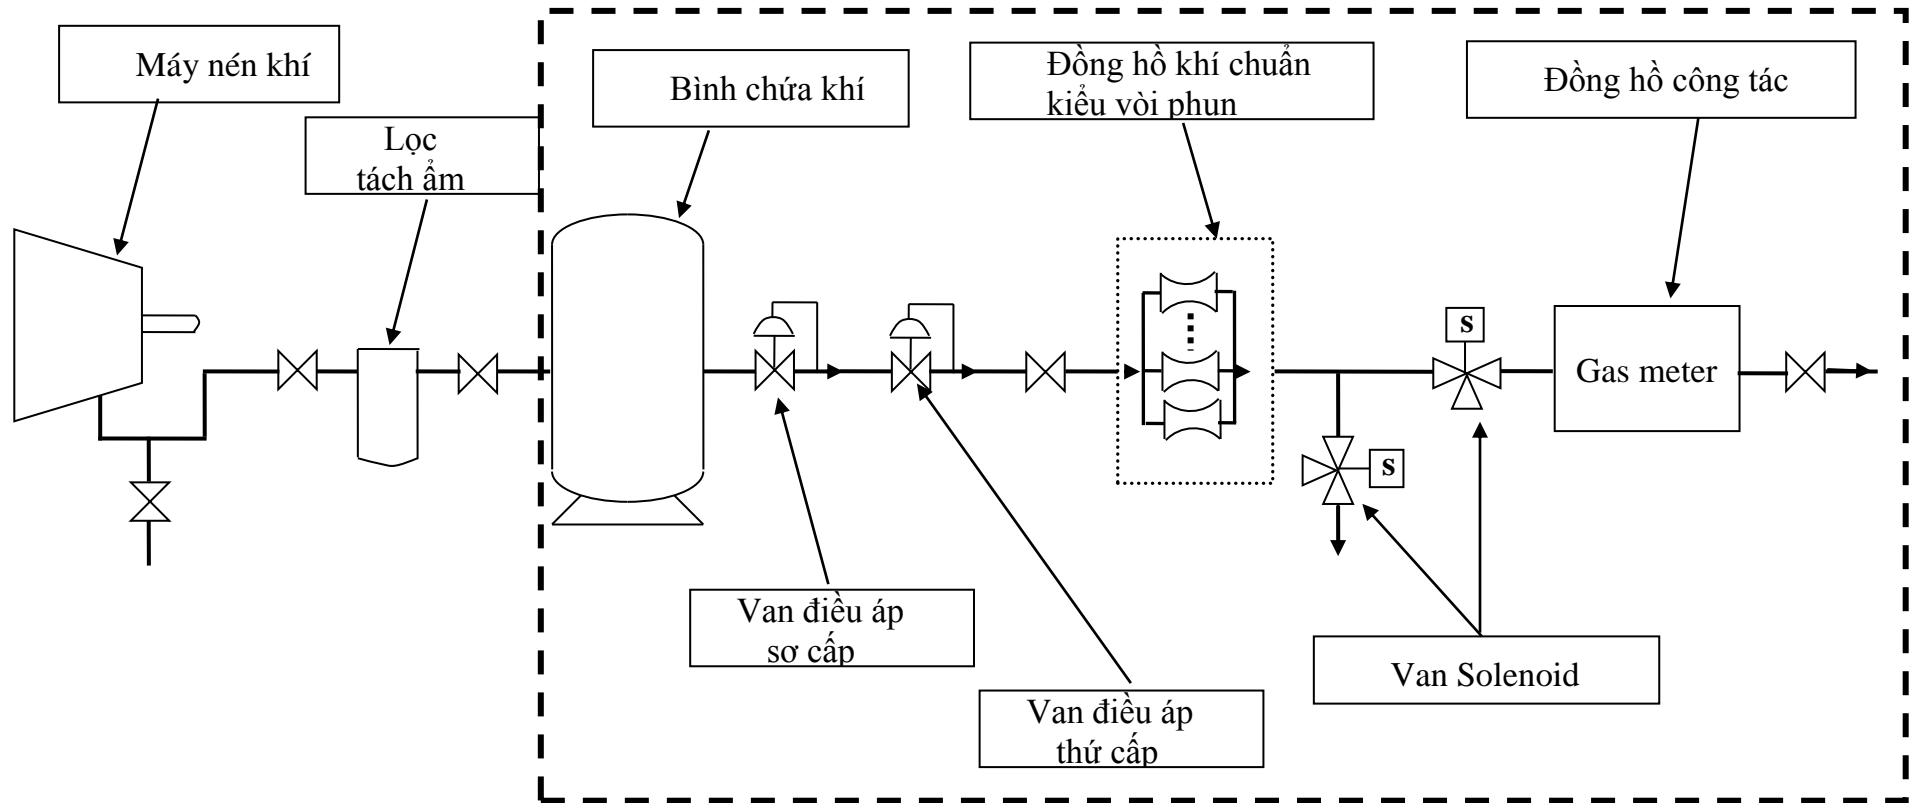 Máy nén khí
Lọc
tách ẩm
Bình chứa khí
Đồng hồ khí chuẩn
kiểu vòi phun
Đồng hồ công tác
s
Gas meter
s
Van điều áp
sơ cấp
Van điều áp
thứ cấp
Van Solenoid